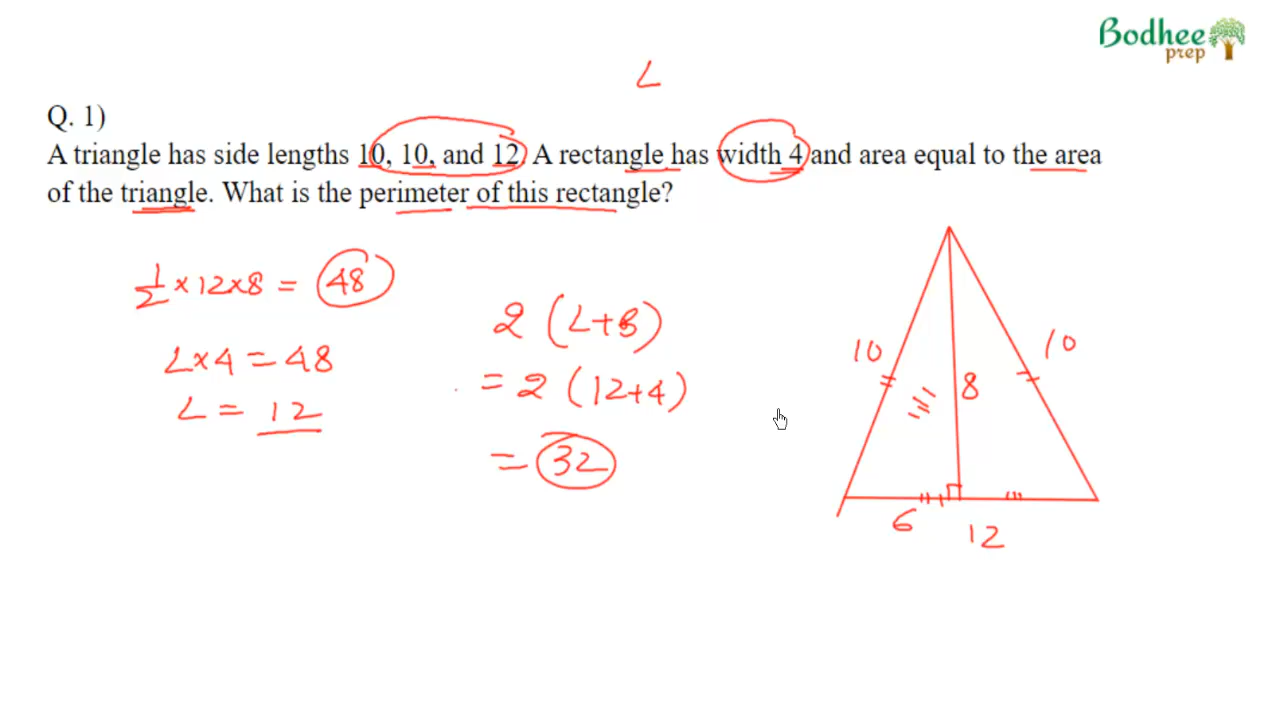 Bodhee
prep
L
Q. 1)
A triangle has side lengths 10, 10, and 12. A rectangle has width 4 and area equal to the area
of the triangle. What is the perimeter of this rectangle?
1/2 × 12 × 8 = 48
L × 4 = 48
L = 12
2 (L+B)
= 2 (12+4)
= 32
10
10
8
6
12